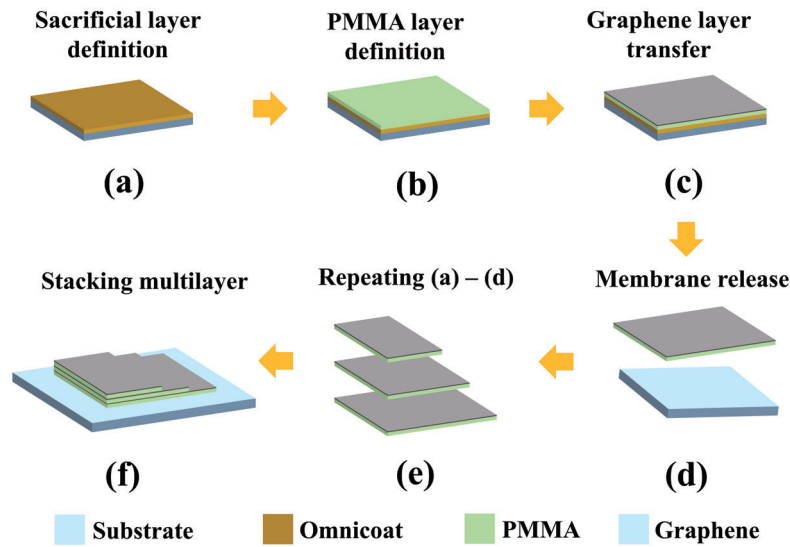 Sacrificial layer
definition
PMMA layer
definition
Graphene layer
transfer
(a)
(b)
(c)
Stacking multilayer
Repeating (a) – (d)
Membrane release
(f)
(e)
(d)
Substrate
Omnicoat
PMMA
Graphene